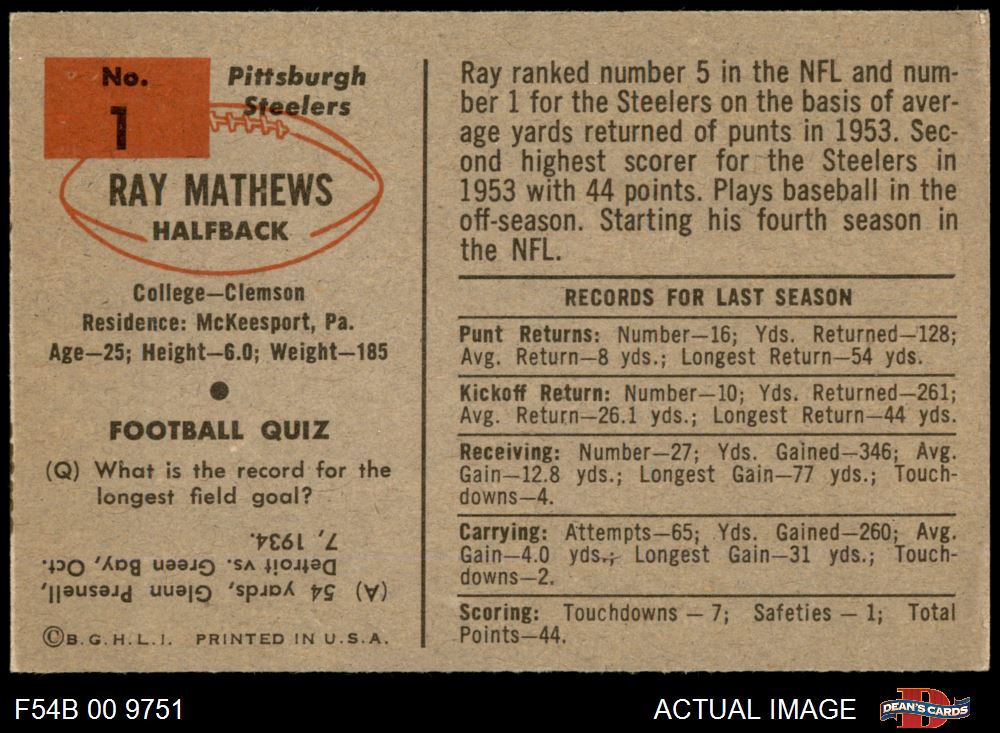 No.
1
Pittsburgh
Steelers
RAY MATHEWS
HALFBACK
College—Clemson
Residence: McKeesport, Pa.
Age—25; Height—6.0; Weight—185
FOOTBALL QUIZ
(Q) What is the record for the
longest field goal?
(A) 54 yards, Glenn Presnell,
Detroit vs. Green Bay, Oct.
7, 1934.
©B.G.H.L.I. PRINTED IN U.S.A.
Ray ranked number 5 in the NFL and num-
ber 1 for the Steelers on the basis of aver-
age yards returned of punts in 1953. Sec-
ond highest scorer for the Steelers in
1953 with 44 points. Plays baseball in the
off-season. Starting his fourth season in
the NFL.
RECORDS FOR LAST SEASON
Punt Returns: Number—16; Yds. Returned—128;
Avg. Return—8 yds.; Longest Return—54 yds.
Kickoff Return: Number—10; Yds. Returned—261;
Avg. Return—26.1 yds.; Longest Return—44 yds.
Receiving: Number—27; Yds. Gained—346; Avg.
Gain—12.8 yds.; Longest Gain—77 yds.; Touch-
downs—4.
Carrying: Attempts—65; Yds. Gained—260; Avg.
Gain—4.0 yds.; Longest Gain—31 yds.; Touch-
downs—2.
Scoring: Touchdowns — 7; Safeties — 1; Total
Points—44.
F54B 00 9751
ACTUAL IMAGE
D
DEAN'S CARDS